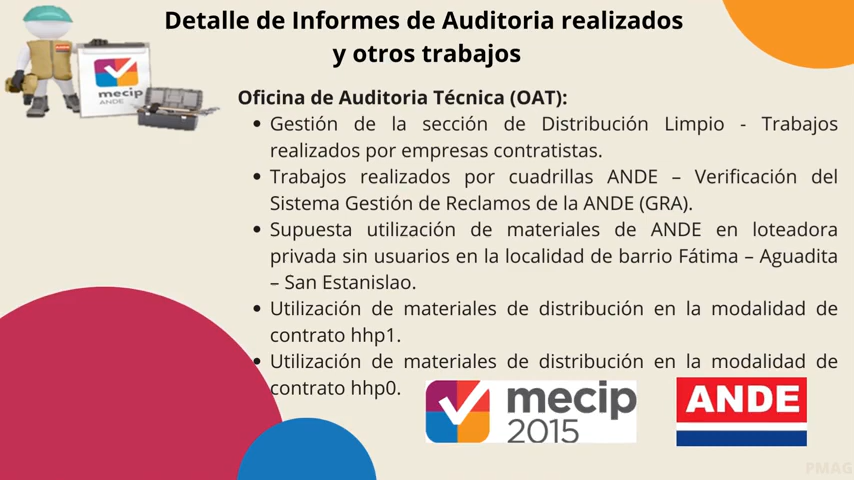 Detalle de Informes de Auditoria realizados
y otros trabajos
mecip
ANDE
Oficina de Auditoria Técnica (OAT):
• Gestión de la sección de Distribución Limpio - Trabajos
realizados por empresas contratistas.
• Trabajos realizados por cuadrillas ANDE – Verificación del
Sistema Gestión de Reclamos de la ANDE (GRA).
• Supuesta utilización de materiales de ANDE en loteadora
privada sin usuarios en la localidad de barrio Fátima – Aguadita
– San Estanislao.
• Utilización de materiales de distribución en la modalidad de
contrato hhp1.
• Utilización de materiales de distribución en la modalidad de
contrato hhp0.
mecip
2015
ANDE
PMAG